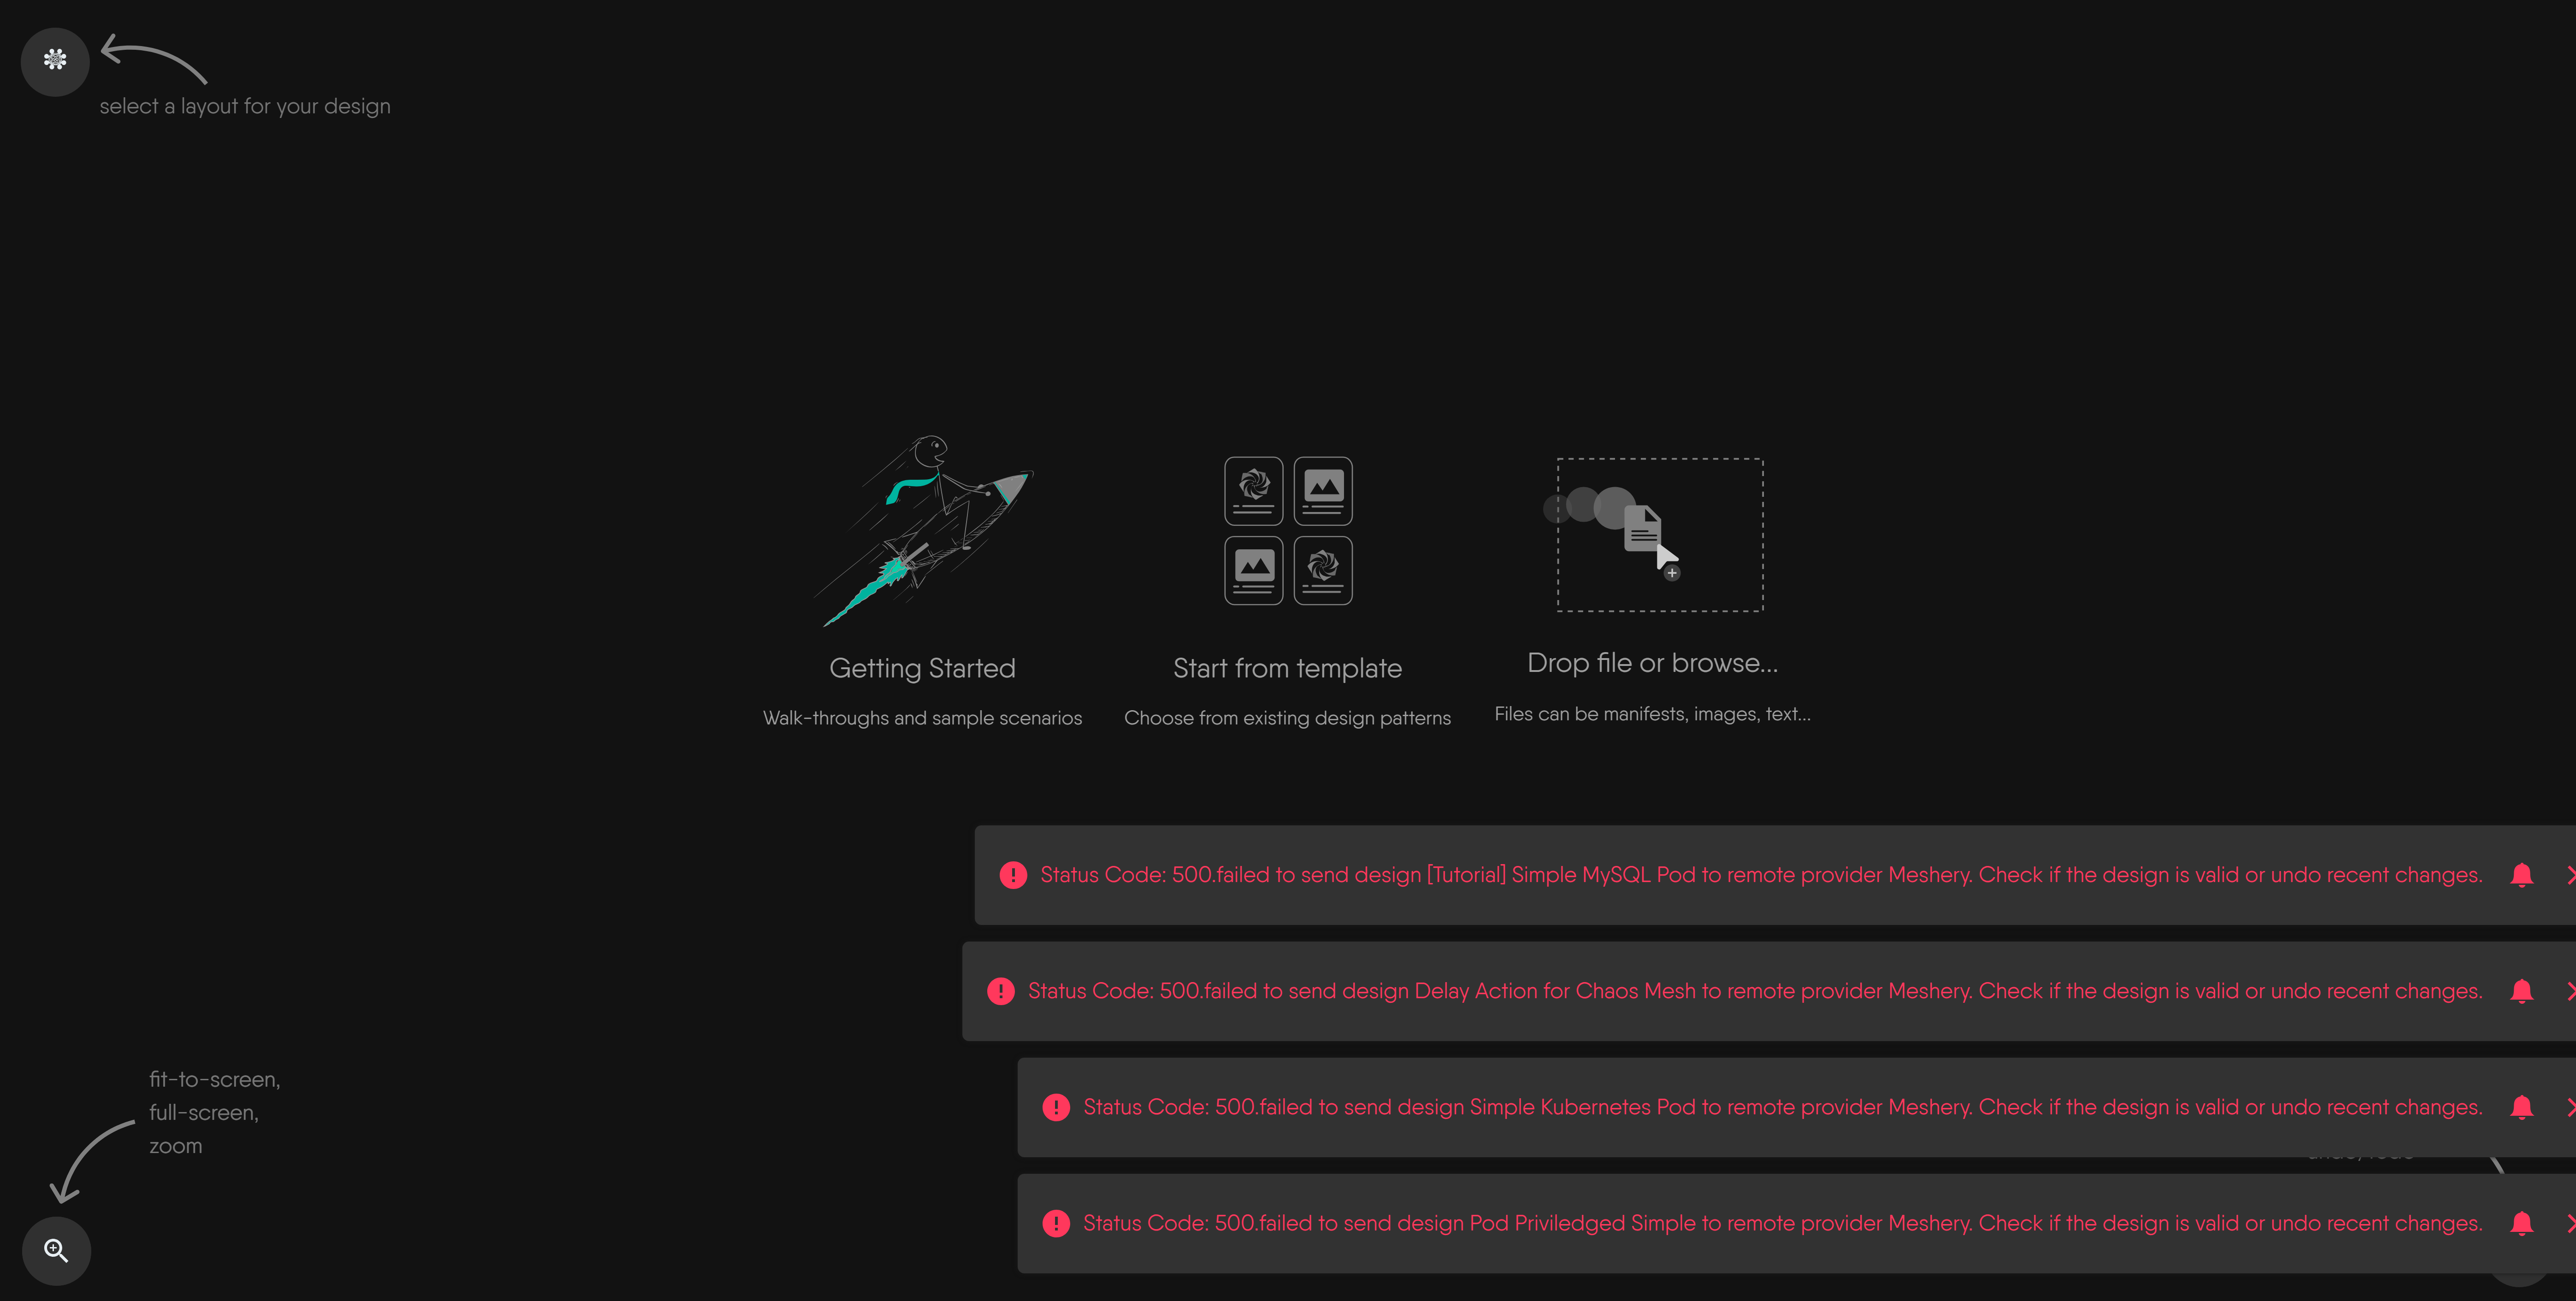 select a layout for your design
Getting Started
Start from template
Drop file or browse...
Walk-throughs and sample scenarios
Choose from existing design patterns
Files can be manifests, images, text...
Status Code: 500.failed to send design [Tutorial] Simple MySQL Pod to remote provider Meshery. Check if the design is valid or undo recent changes.
Status Code: 500.failed to send design Delay Action for Chaos Mesh to remote provider Meshery. Check if the design is valid or undo recent changes.
fit-to-screen,
full-screen,
zoom
Status Code: 500.failed to send design Simple Kubernetes Pod to remote provider Meshery. Check if the design is valid or undo recent changes.
Status Code: 500.failed to send design Pod Priviledged Simple to remote provider Meshery. Check if the design is valid or undo recent changes.